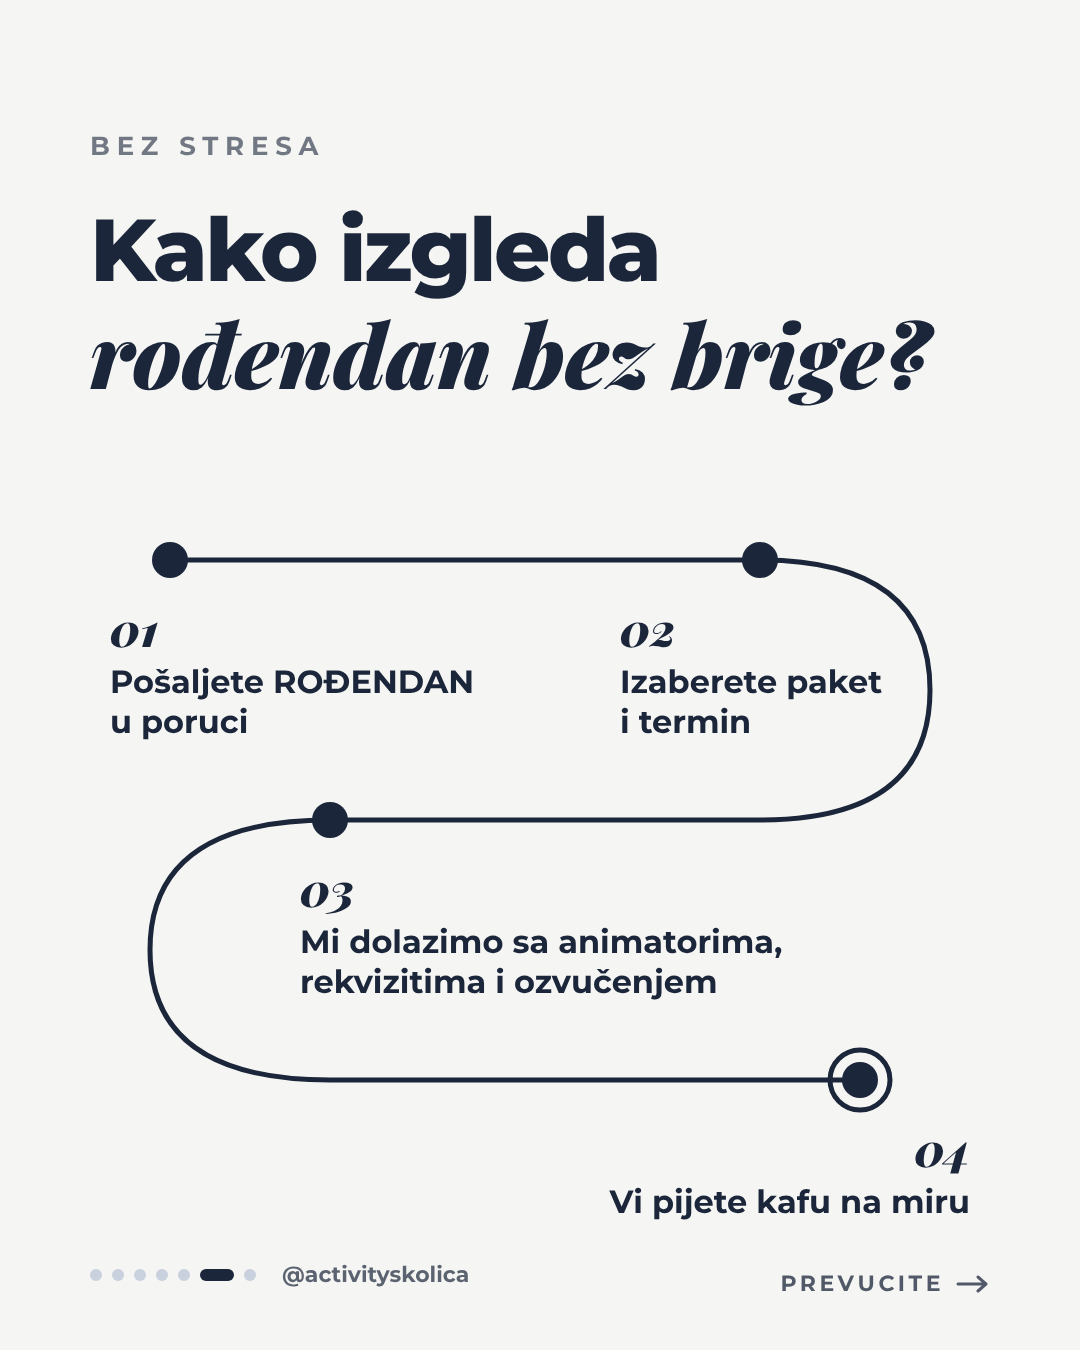 BEZ STRESA
Kako izgleda
rođendan bez brige?
01
Pošaljete ROĐENDAN
u poruci
02
Izaberete paket
i termin
03
Mi dolazimo sa animatorima,
rekvizitima i ozvučenjem
04
Vi pijete kafu na miru
@activityskolica
PREVUCITE →